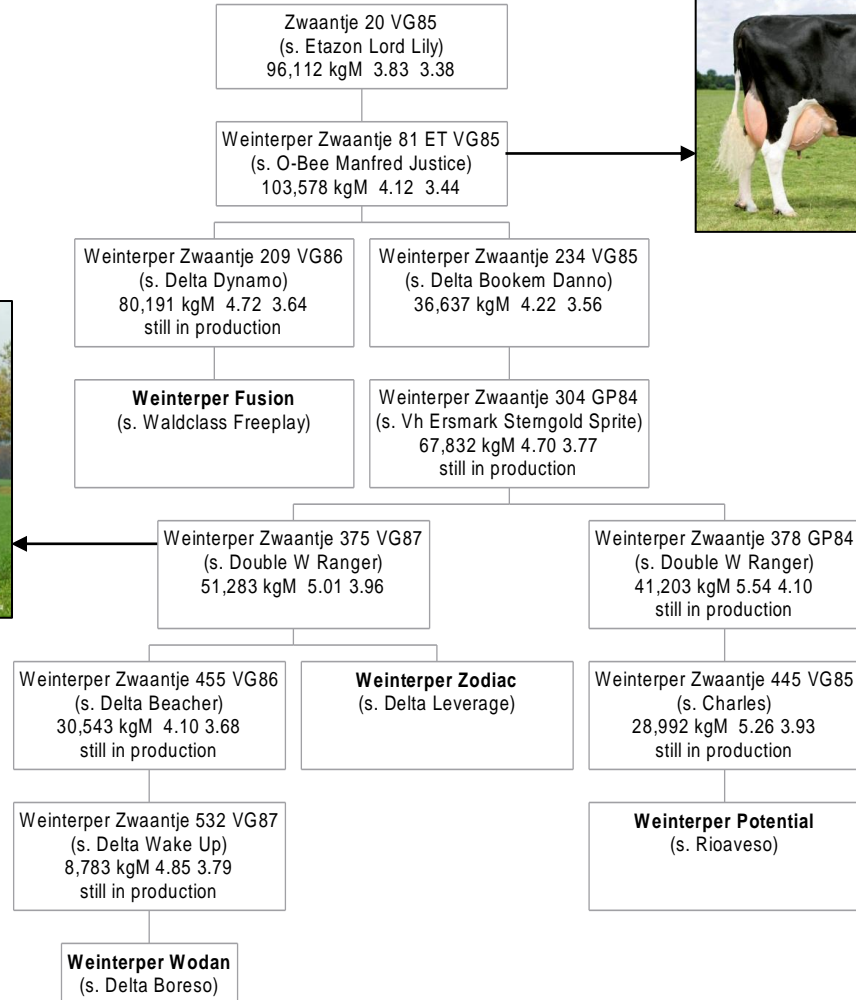 Zwaantje 20 VG85
(s. Etazon Lord Lily)
96,112 kgM 3.83 3.38
Weinterper Zwaantje 81 ET VG85
(s. O-Bee Manfred Justice)
103,578 kgM 4.12 3.44
Weinterper Zwaantje 209 VG86
(s. Delta Dynamo)
80,191 kgM 4.72 3.64
still in production
Weinterper Zwaantje 234 VG85
(s. Delta Bookem Danno)
36,637 kgM 4.22 3.56
Weinterper Fusion
(s. Waldclass Freeplay)
Weinterper Zwaantje 304 GP84
(s. Vh Ersmark Sterngold Sprite)
67,832 kgM 4.70 3.77
still in production
Weinterper Zwaantje 375 VG87
(s. Double W Ranger)
51,283 kgM 5.01 3.96
Weinterper Zwaantje 378 GP84
(s. Double W Ranger)
41,203 kgM 5.54 4.10
still in production
Weinterper Zwaantje 455 VG86
(s. Delta Beacher)
30,543 kgM 4.10 3.68
still in production
Weinterper Zodiac
(s. Delta Leverage)
Weinterper Zwaantje 445 VG85
(s. Charles)
28,992 kgM 5.26 3.93
still in production
Weinterper Zwaantje 532 VG87
(s. Delta Wake Up)
8,783 kgM 4.85 3.79
still in production
Weinterper Potential
(s. Rioaveso)
Weinterper Wodan
(s. Delta Boreso)